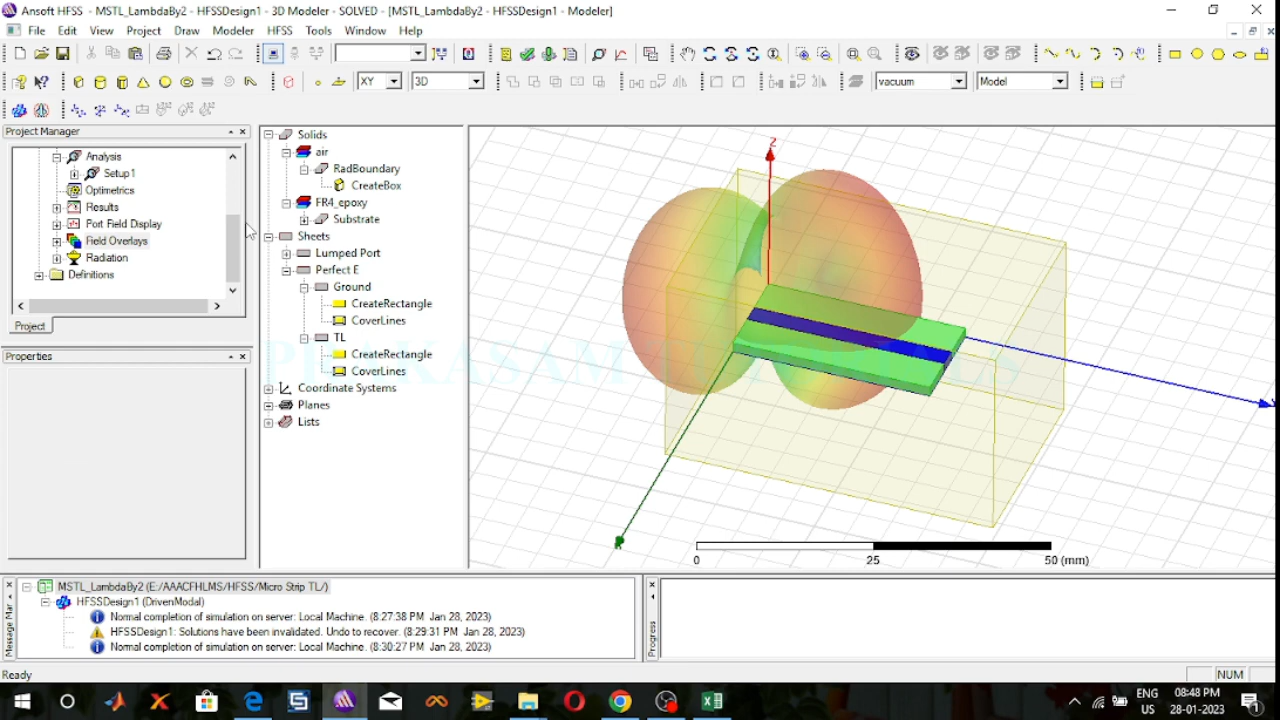 Ansoft HFSS - MSTL_LambdaBy2 - HFSSDesign1 - 3D Modeler - SOLVED - [MSTL_LambdaBy2 - HFSSDesign1 - Modeler]
File Edit View Project Draw Modeler HFSS Tools Window Help
XY 3D vacuum Model
Project Manager
Analysis
Setup1
Optimetrics
Results
Port Field Display
Field Overlays
Radiation
Definitions
Project
Properties
Solids
air
RadBoundary
CreateBox
FR4_epoxy
Substrate
Sheets
Lumped Port
Perfect E
Ground
CreateRectangle
CoverLines
TL
CreateRectangle
CoverLines
Coordinate Systems
Planes
Lists
Z
PRAKASAM TUTORIALS
0 25 50 (mm)
MSTL_LambdaBy2 (E:/AAACFHLMS/HFSS/Micro Strip TL/)
HFSSDesign1 (DrivenModal)
Normal completion of simulation on server: Local Machine. (8:27:38 PM Jan 28, 2023)
HFSSDesign1: Solutions have been invalidated. Undo to recover. (8:29:31 PM Jan 28, 2023)
Normal completion of simulation on server: Local Machine. (8:30:27 PM Jan 28, 2023)
Progress
Ready
NUM
ENG
US
08:48 PM
28-01-2023